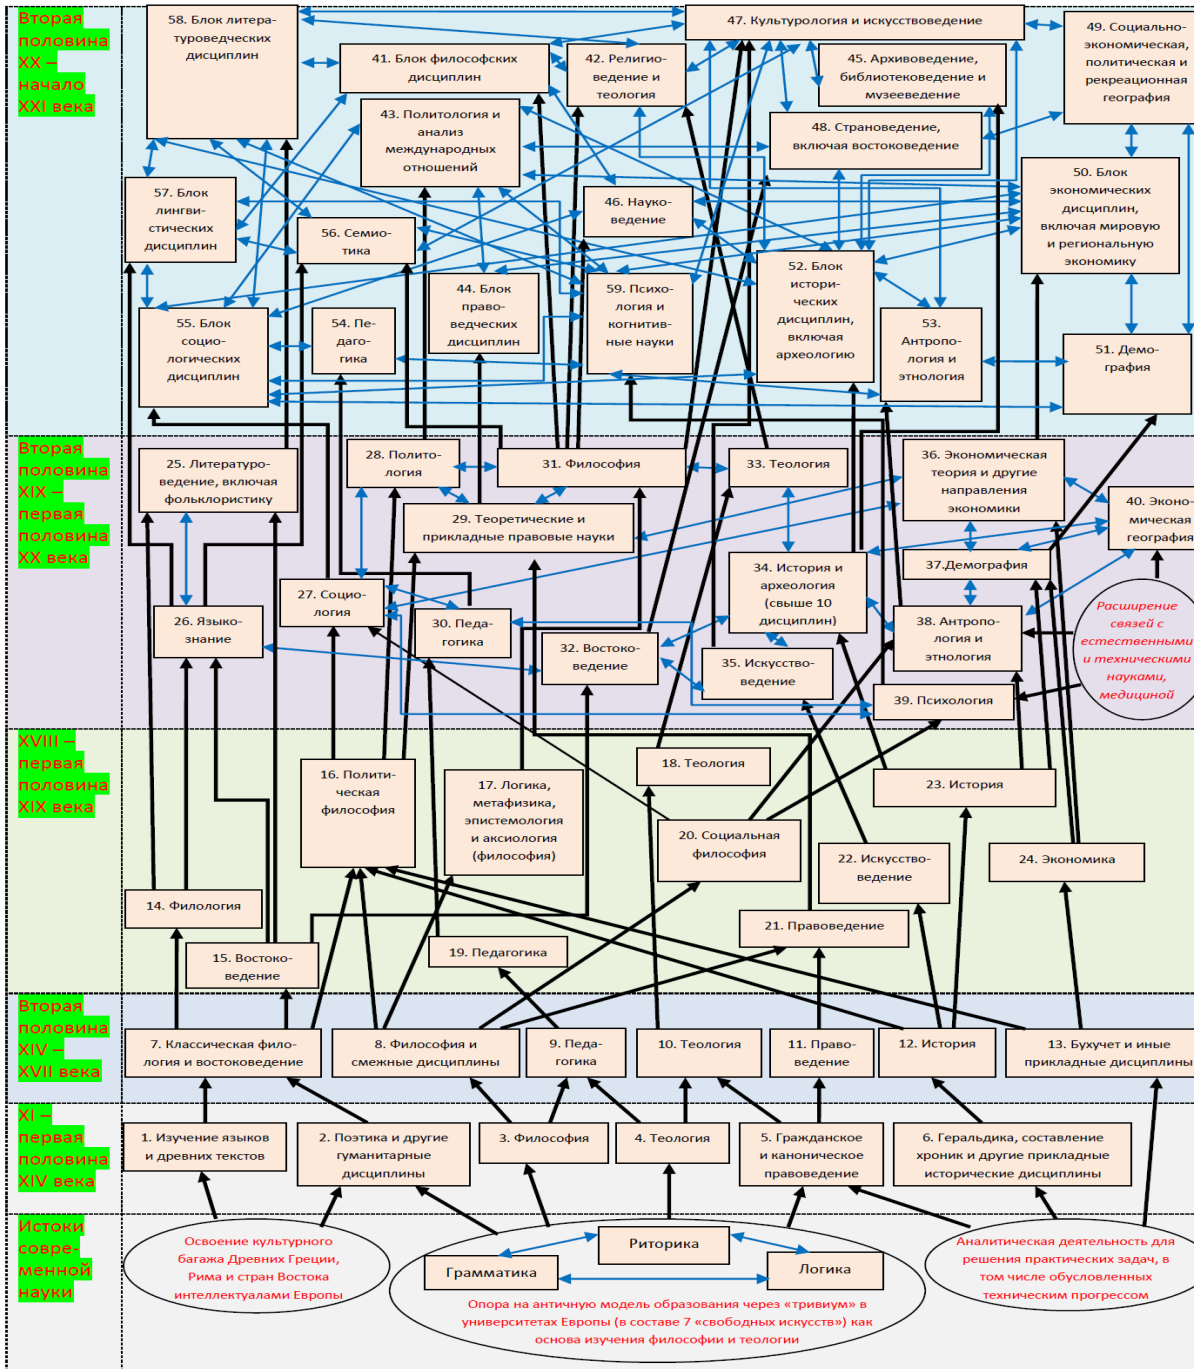 Вторая
половина
XX –
начало
XXI века
58. Блок литера-
туроведческих
дисциплин
47. Культурология и искусствоведение
49. Социально-
экономическая,
политическая и
рекреационная
география
41. Блок философских
дисциплин
42. Религио-
ведение и
теология
45. Архивоведение,
библиотековедение и
музееведение
43. Политология и
анализ
международных
отношений
48. Страноведение,
включая востоковедение
57. Блок
лингви-
стических
дисциплин
56. Семио-
тика
46. Науко-
ведение
50. Блок
экономических
дисциплин,
включая мировую
и региональную
экономику
44. Блок
право-
ведческих
дисциплин
59. Психо-
логия и
когнитив-
ные науки
52. Блок
истори-
ческих
дисциплин,
включая
археологию
55. Блок
социо-
логических
дисциплин
54. Пе-
даго-
гика
53.
Антропо-
логия и
этнология
51. Демо-
графия
Вторая
половина
XIX –
первая
половина
XX века
25. Литературо-
ведение, включая
фольклористику
28. Полито-
логия
31. Философия
33. Теология
36. Экономическая
теория и другие
направления
экономики
29. Теоретические и
прикладные правовые науки
40. Эконо-
мическая
география
27. Социо-
логия
34. История и
археология
(свыше 10
дисциплин)
37.Демография
26. Языко-
знание
30. Педа-
гогика
32. Востоко-
ведение
35. Искусство-
ведение
38. Антропо-
логия и
этнология
39. Психология
Расширение
связей с
естественными
и техническими
науками,
медициной
XVIII –
первая
половина
XIX века
16. Полити-
ческая
философия
17. Логика,
метафизика,
эпистемология
и аксиология
(философия)
18. Теология
23. История
20. Социальная
философия
22. Искусство-
ведение
24. Экономика
14. Филология
21. Правоведение
15. Востоко-
ведение
19. Педагогика
Вторая
половина
XIV –
XVII века
7. Классическая фило-
логия и востоковедение
8. Философия и
смежные дисциплины
9. Педа-
гогика
10. Теология
11. Право-
ведение
12. История
13. Бухучет и иные
прикладные дисциплины
XI –
первая
половина
XIV века
1. Изучение языков
и древних текстов
2. Поэтика и другие
гуманитарные
дисциплины
3. Философия
4. Теология
5. Гражданское
и каноническое
правоведение
6. Геральдика, составление
хроник и другие прикладные
исторические дисциплины
Истоки
совре-
менной
науки
Освоение культурного
багажа Древних Греции,
Рима и стран Востока
интеллектуалами Европы
Риторика
Грамматика
Логика
Опора на античную модель образования через «тривиум» в
университетах Европы (в составе 7 «свободных искусств») как
основа изучения философии и теологии
Аналитическая деятельность для
решения практических задач, в
том числе обусловленных
техническим прогрессом